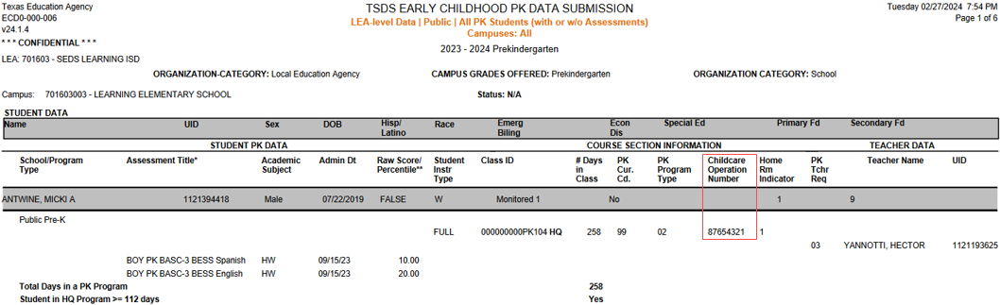 Texas Education Agency
ECD0-000-006
v24.1.4
* * * CONFIDENTIAL * * *
TSDS EARLY CHILDHOOD PK DATA SUBMISSION
LEA-level Data | Public | All PK Students (with or w/o Assessments)
Campuses: All
2023 - 2024 Prekindergarten
Tuesday 02/27/2024 7:54 PM
Page 1 of 6
LEA: 701603 - SEDS LEARNING ISD
ORGANIZATION-CATEGORY: Local Education Agency CAMPUS GRADES OFFERED: Prekindergarten ORGANIZATION CATEGORY: School
Campus: 701603003 - LEARNING ELEMENTARY SCHOOL Status: N/A
STUDENT DATA
Name UID Sex DOB Hisp/ Race Emerg Econ Special Ed Primary Fd Secondary Fd
Latino Biling Dis
STUDENT PK DATA COURSE SECTION INFORMATION TEACHER DATA
School/Program Assessment Title* Academic Admin Dt Raw Score/ Student Class ID # Days PK PK Childcare Home PK Teacher Name UID
Type Subject Percentile** Instr in Cur. Program Operation Rm Tchr
Type Class Cd. Type Number Indicator Req
ANTWINE, MICKI A 1121394418 Male 07/22/2019 FALSE W Monitored 1 No 1 9
Public Pre-K
FULL 000000000PK104 HQ 258 99 02 87654321 1
03 YANNOTTI, HECTOR 1121193625
BOY PK BASC-3 BESS Spanish HW 09/15/23 10.00
BOY PK BASC-3 BESS English HW 09/15/23 20.00
Total Days in a PK Program 258
Student in HQ Program >= 112 days Yes